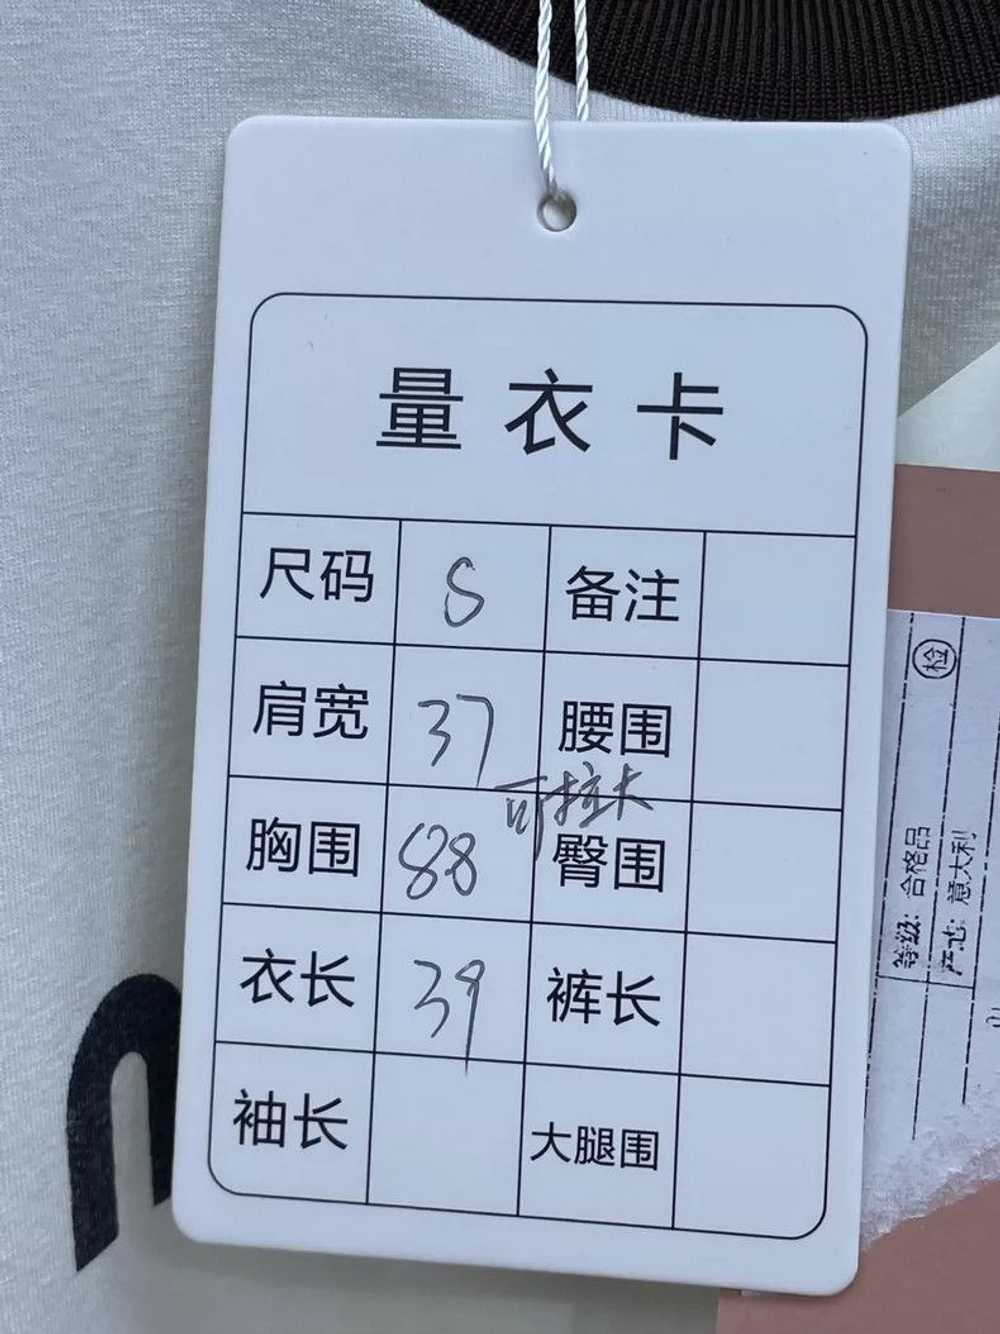 量衣卡
尺码 S 备注
肩宽 37 腰围
可拉大
胸围 88 臀围
衣长 39 裤长
袖长 大腿围
检
等级: 合格品
产地: 意大利